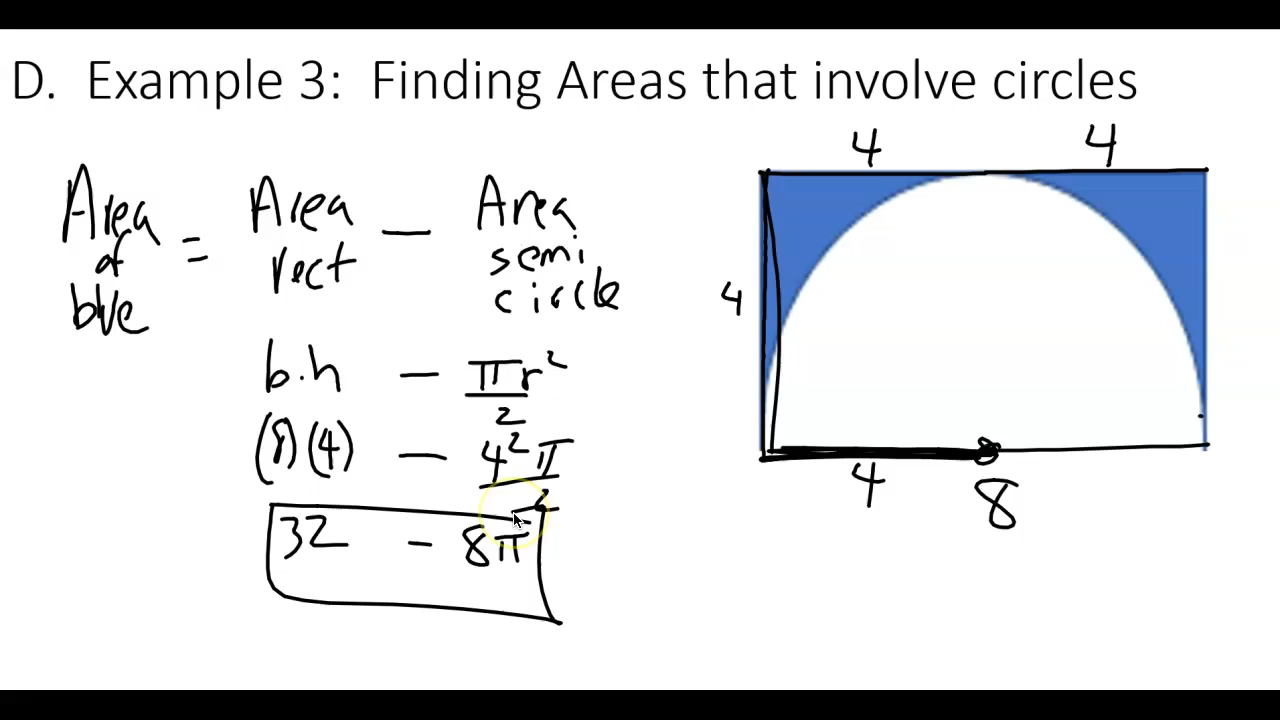 D. Example 3: Finding Areas that involve circles
Area of blue = Area rect − Area semi circle
b·h − πr²/2
(8)(4) − 4²π/2
32 − 8π
4 4
4
4 8